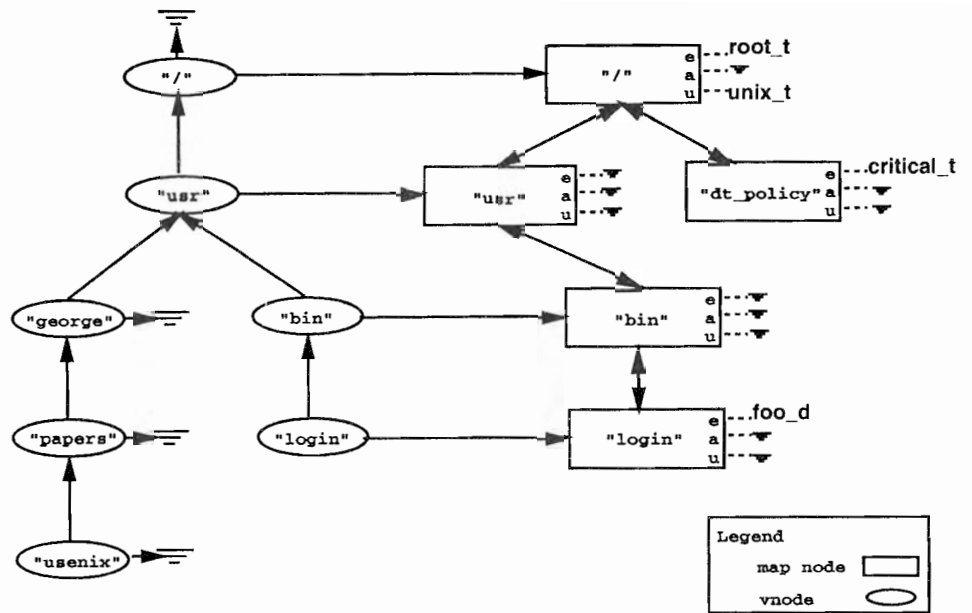 "/"
"/"
e
a
u
root_t
unix_t
"usr"
"usr"
e
a
u
"dt_policy"
e
a
u
critical_t
"george"
"bin"
"bin"
e
a
u
"papers"
"login"
"login"
e
a
u
foo_d
"usenix"
Legend
map node
vnode